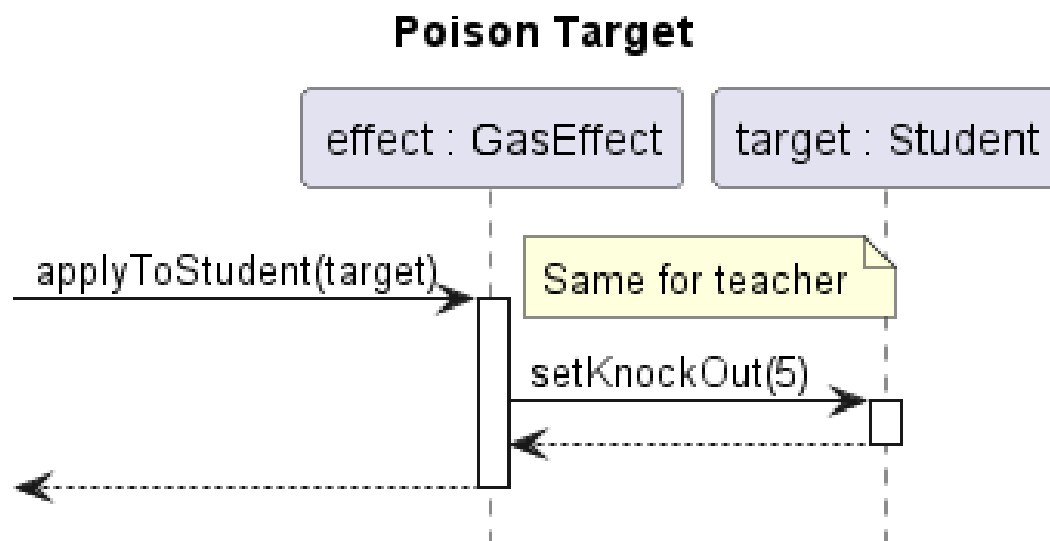 Poison Target
effect : GasEffect
target : Student
applyToStudent(target)
Same for teacher
setKnockOut(5)